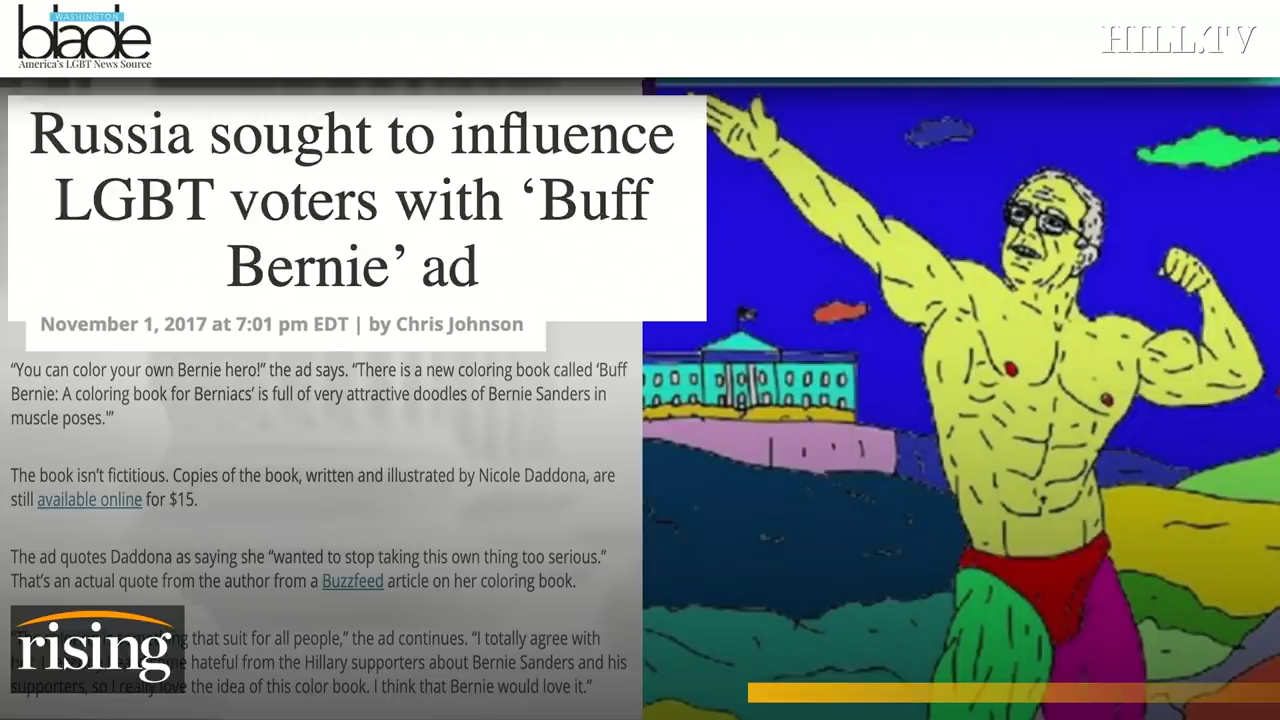 WASHINGTON
blade
America's LGBT News Source
HILL.TV
Russia sought to influence
LGBT voters with ‘Buff
Bernie’ ad
November 1, 2017 at 7:01 pm EDT | by Chris Johnson
“You can color your own Bernie hero!” the ad says. “There is a new coloring book called ‘Buff
Bernie: A coloring book for Berniacs’ is full of very attractive doodles of Bernie Sanders in
muscle poses.’”
The book isn’t fictitious. Copies of the book, written and illustrated by Nicole Daddona, are
still available online for $15.
The ad quotes Daddona as saying she “wanted to stop taking this own thing too serious.”
That’s an actual quote from the author from a Buzzfeed article on her coloring book.
that suit for all people,” the ad continues. “I totally agree with
hateful from the Hillary supporters about Bernie Sanders and his
supporters, so I really love the idea of this color book. I think that Bernie would love it.”
rising